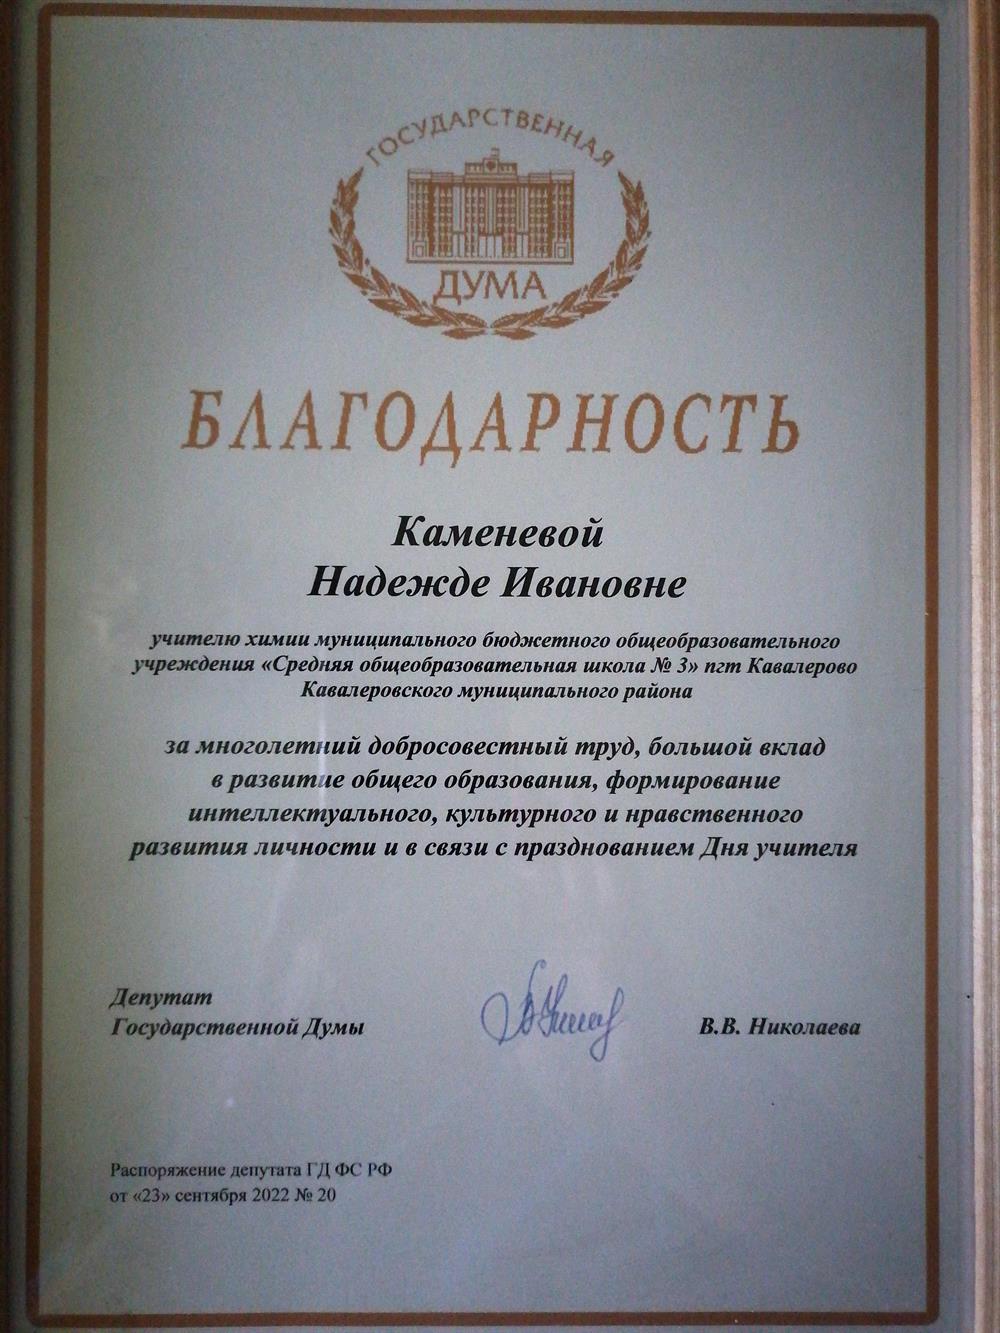 ГОСУДАРСТВЕННАЯ
ДУМА
БЛАГОДАРНОСТЬ
Каменевой
Надежде Ивановне
учителю химии муниципального бюджетного общеобразовательного
учреждения «Средняя общеобразовательная школа № 3» пгт Кавалерово
Кавалеровского муниципального района
за многолетний добросовестный труд, большой вклад
в развитие общего образования, формирование
интеллектуального, культурного и нравственного
развития личности и в связи с празднованием Дня учителя
Депутат
Государственной Думы
В.В. Николаева
Распоряжение депутата ГД ФС РФ
от «23» сентября 2022 № 20